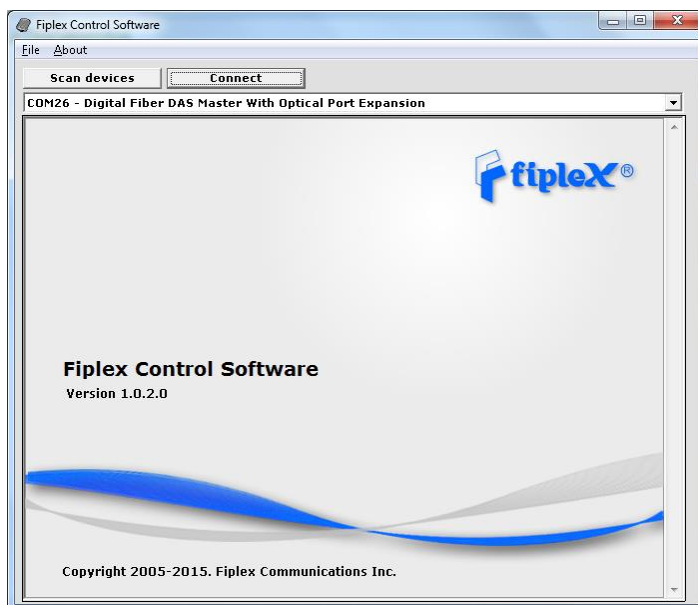 Fiplex Control Software
File About
Scan devices Connect
COM26 - Digital Fiber DAS Master With Optical Port Expansion
fipleX®
Fiplex Control Software
Version 1.0.2.0
Copyright 2005-2015. Fiplex Communications Inc.